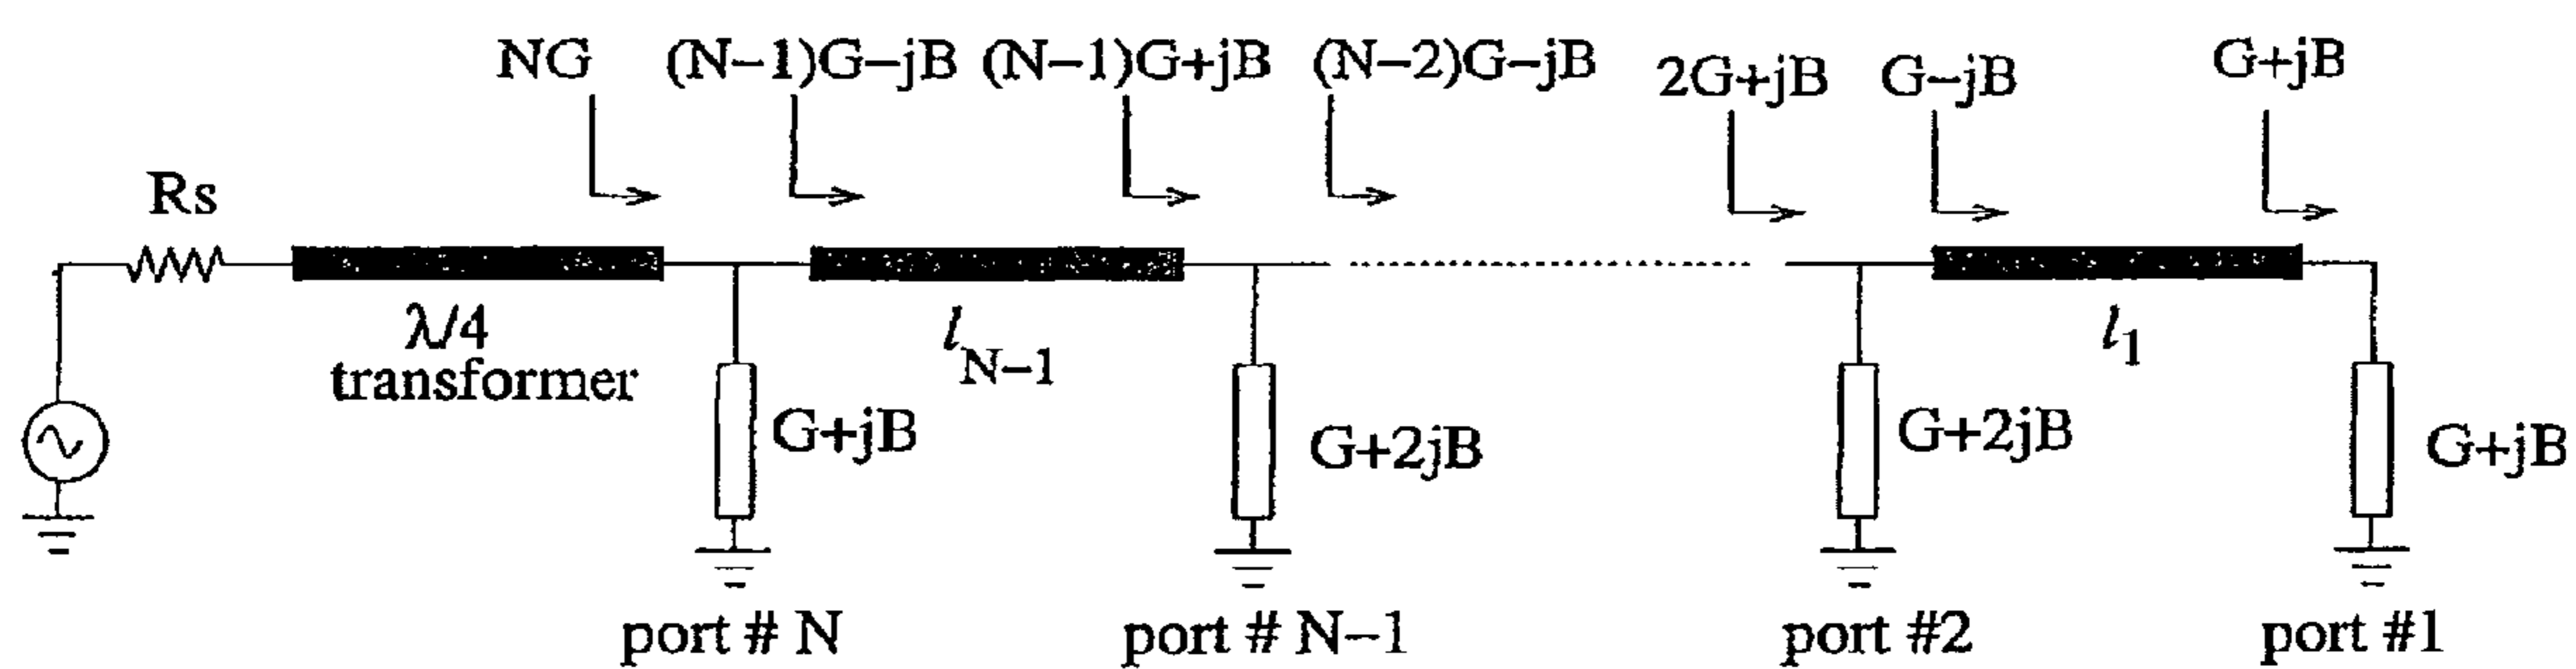 NG (N–1)G–jB (N–1)G+jB (N–2)G–jB 2G+jB G–jB G+jB
Rs
λ/4
transformer
l_N–1
l_1
G+jB
G+2jB
G+2jB
G+jB
port # N
port # N–1
port #2
port #1